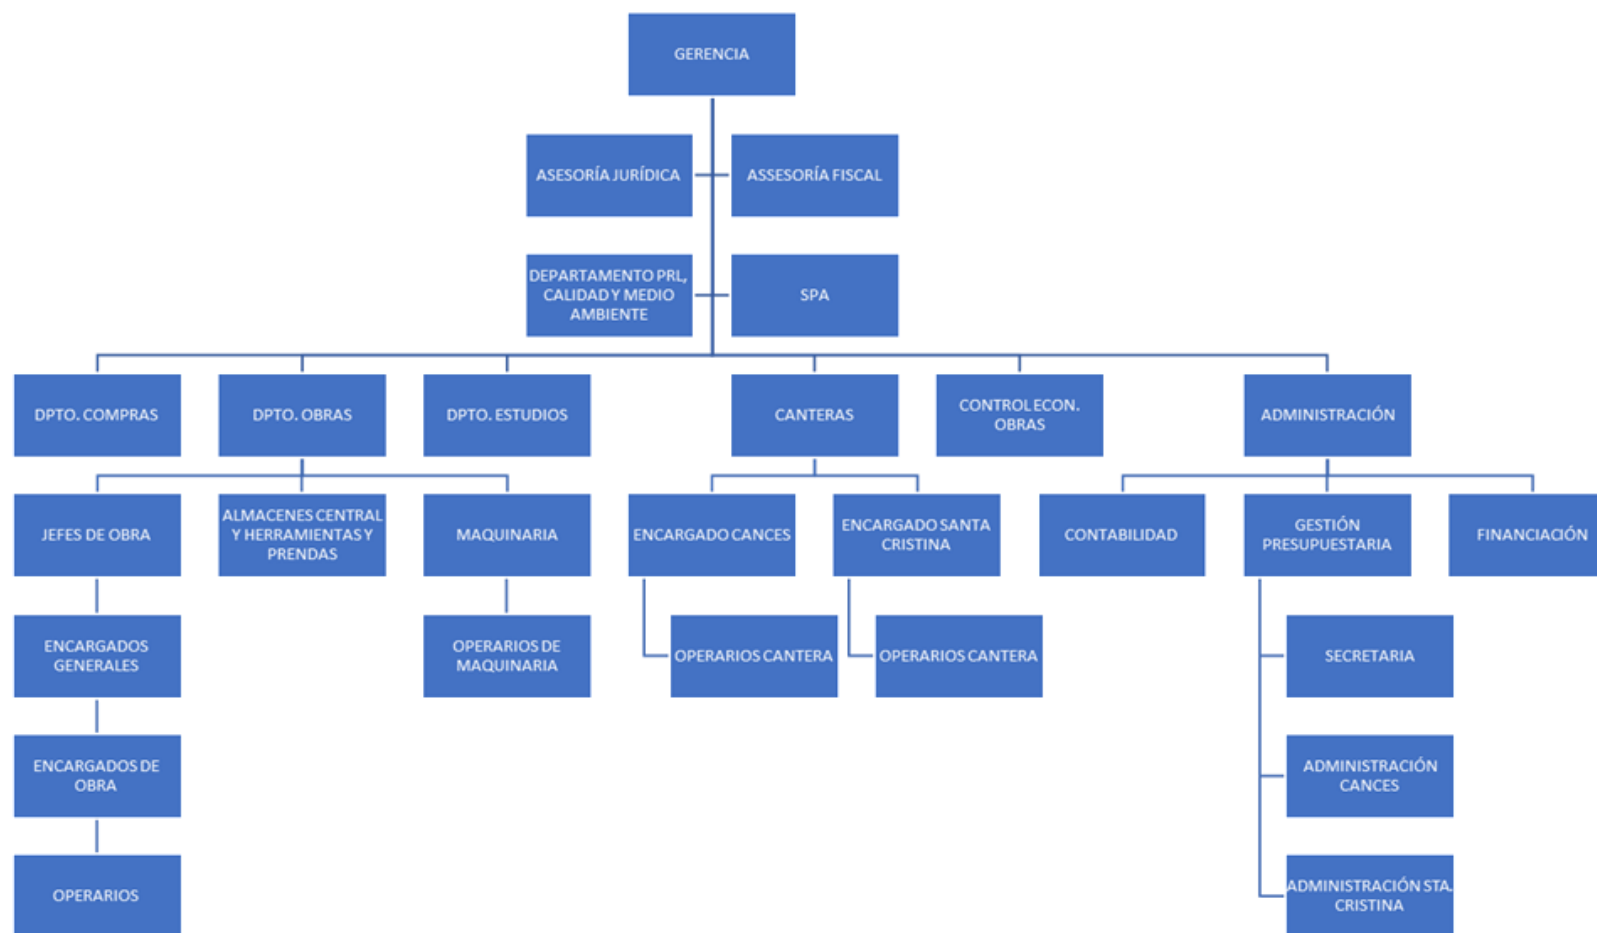 GERENCIA
ASESORÍA JURÍDICA
ASSESORÍA FISCAL
DEPARTAMENTO PRL,
CALIDAD Y MEDIO
AMBIENTE
SPA
DPTO. COMPRAS
DPTO. OBRAS
DPTO. ESTUDIOS
CANTERAS
CONTROL ECON.
OBRAS
ADMINISTRACIÓN
JEFES DE OBRA
ALMACENES CENTRAL
Y HERRAMIENTAS Y
PRENDAS
MAQUINARIA
ENCARGADO CANCES
ENCARGADO SANTA
CRISTINA
CONTABILIDAD
GESTIÓN
PRESUPUESTARIA
FINANCIACIÓN
ENCARGADOS
GENERALES
OPERARIOS DE
MAQUINARIA
OPERARIOS CANTERA
OPERARIOS CANTERA
SECRETARIA
ENCARGADOS DE
OBRA
ADMINISTRACIÓN
CANCES
OPERARIOS
ADMINISTRACIÓN STA.
CRISTINA